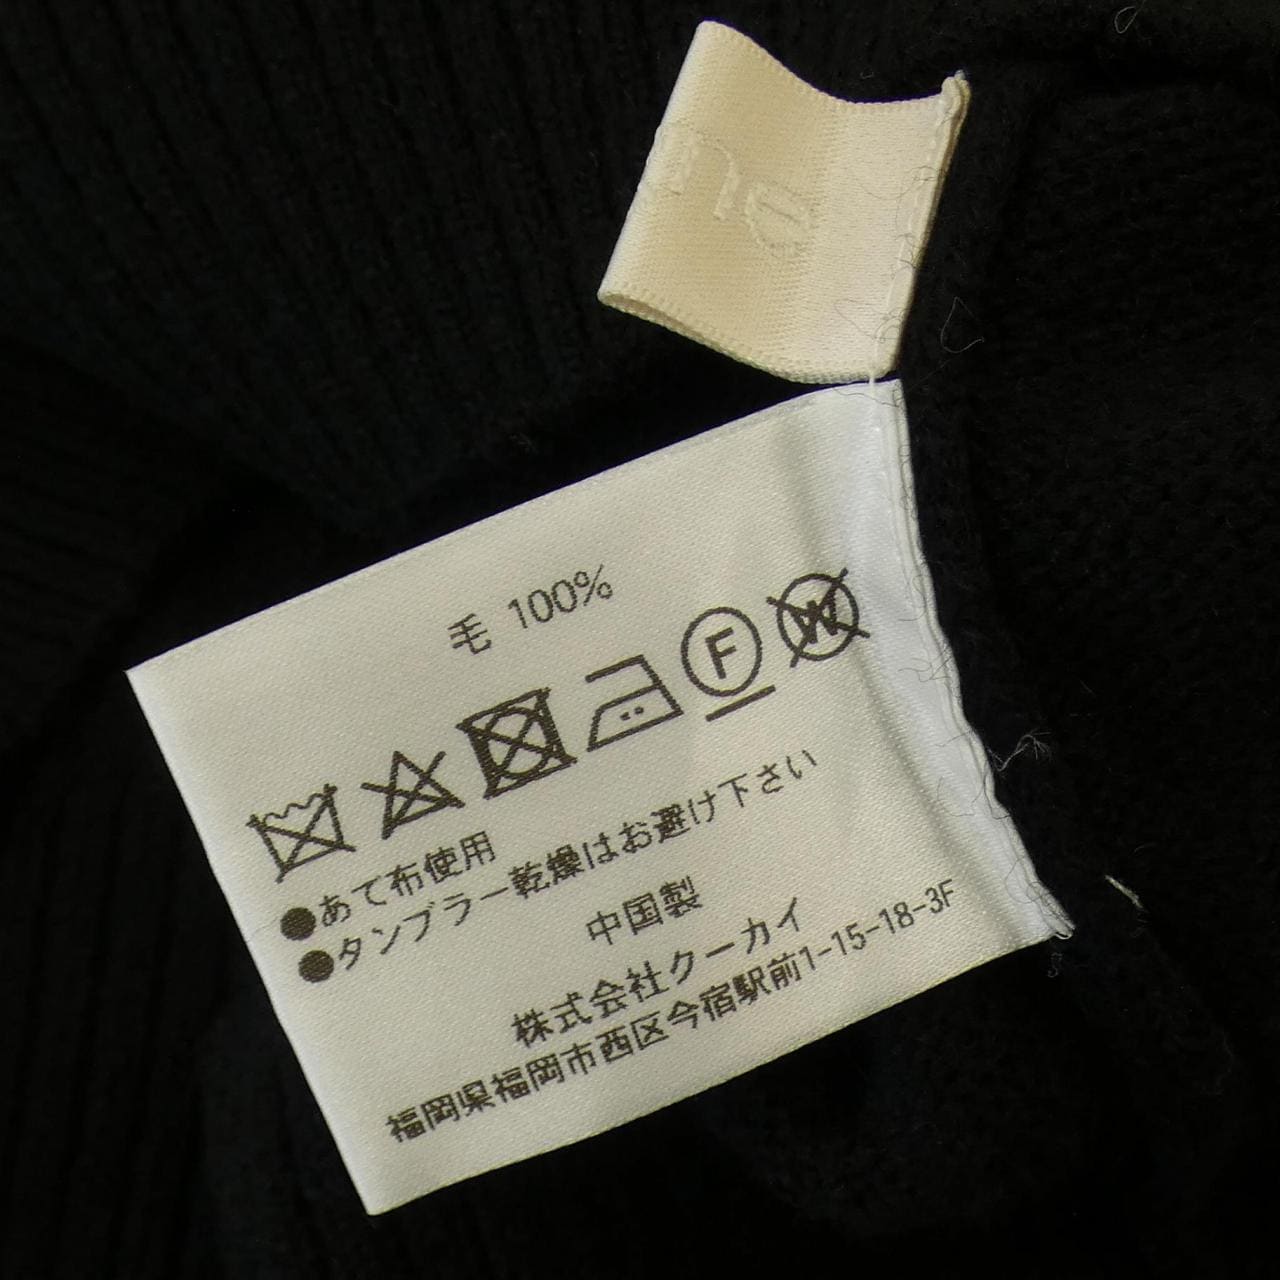 毛 100%
F W
●あて布使用
●タンブラー乾燥はお避け下さい
中国製
株式会社クーカイ
福岡県福岡市西区今宿駅前1-15-18-3F